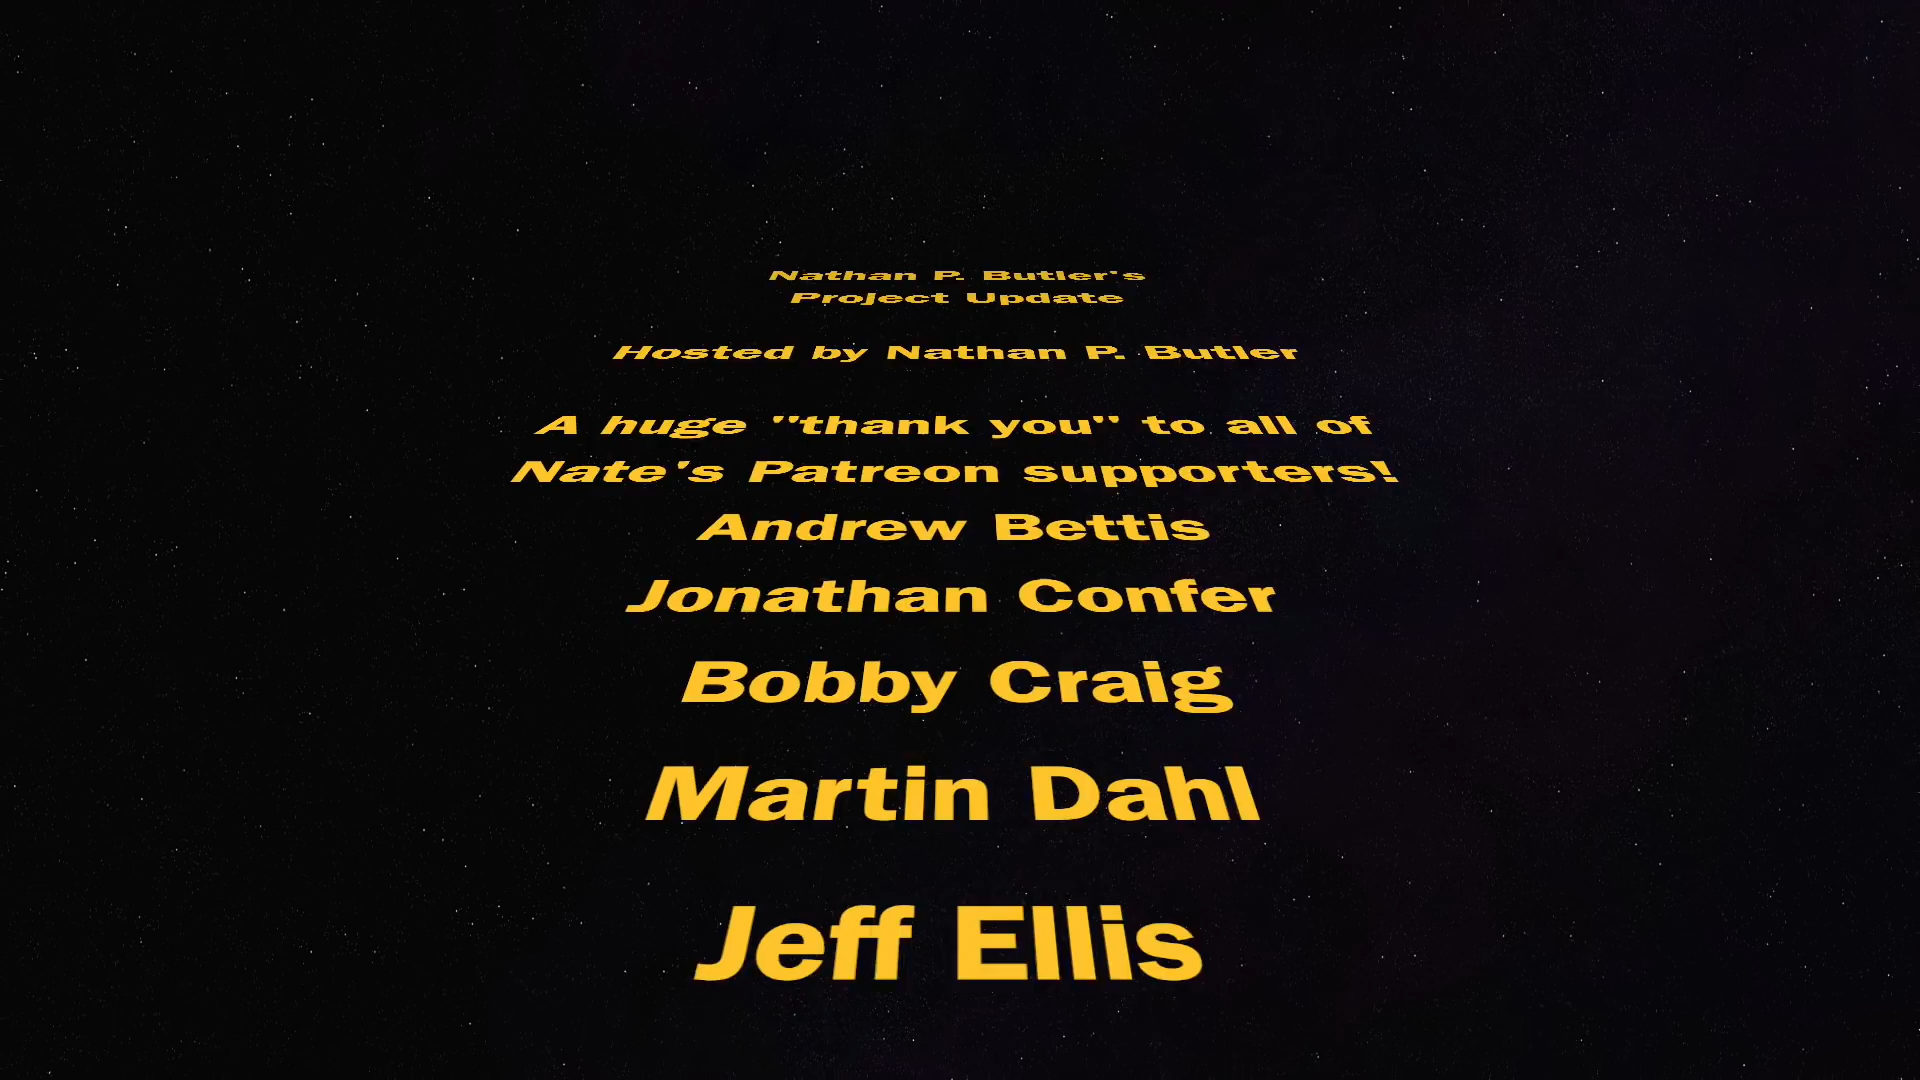 Nathan P. Butler's
Project Update
Hosted by Nathan P. Butler
A huge "thank you" to all of
Nate's Patreon supporters!
Andrew Bettis
Jonathan Confer
Bobby Craig
Martin Dahl
Jeff Ellis